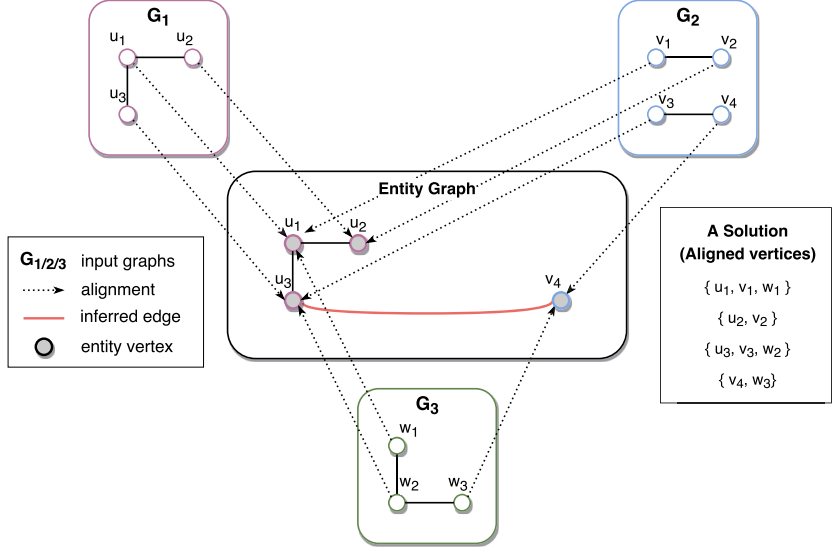 G1
u1
u2
u3
G2
v1
v2
v3
v4
Entity Graph
u1
u2
u3
v4
G1/2/3 input graphs
alignment
inferred edge
entity vertex
A Solution
(Aligned vertices)
{ u1, v1, w1 }
{ u2, v2 }
{ u3, v3, w2 }
{ v4, w3}
G3
w1
w2
w3